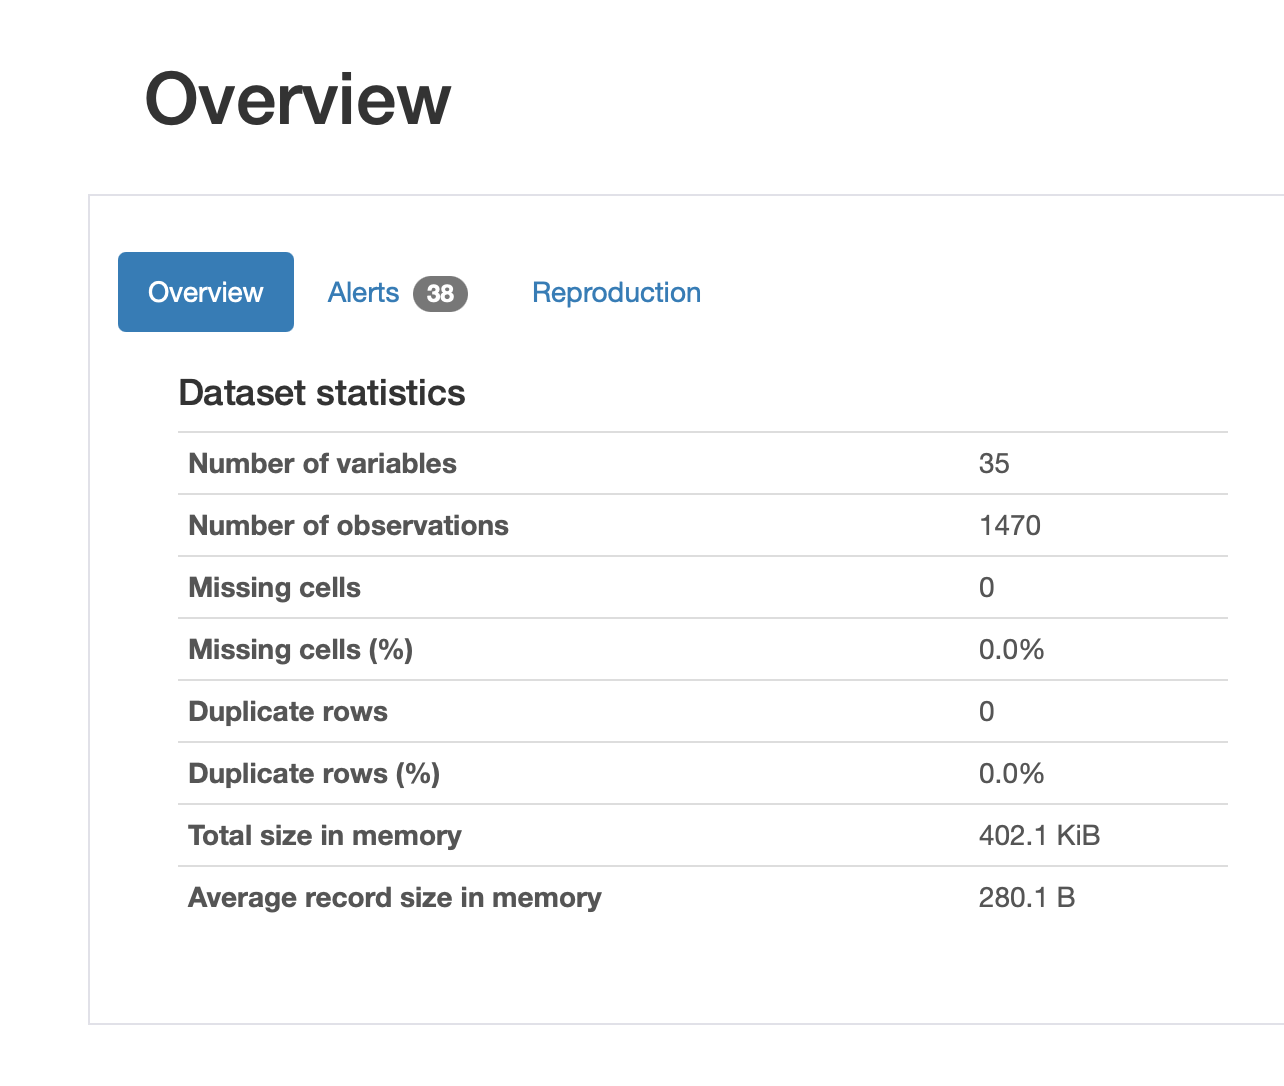 Overview
Overview Alerts 38 Reproduction
Dataset statistics
Number of variables 35
Number of observations 1470
Missing cells 0
Missing cells (%) 0.0%
Duplicate rows 0
Duplicate rows (%) 0.0%
Total size in memory 402.1 KiB
Average record size in memory 280.1 B